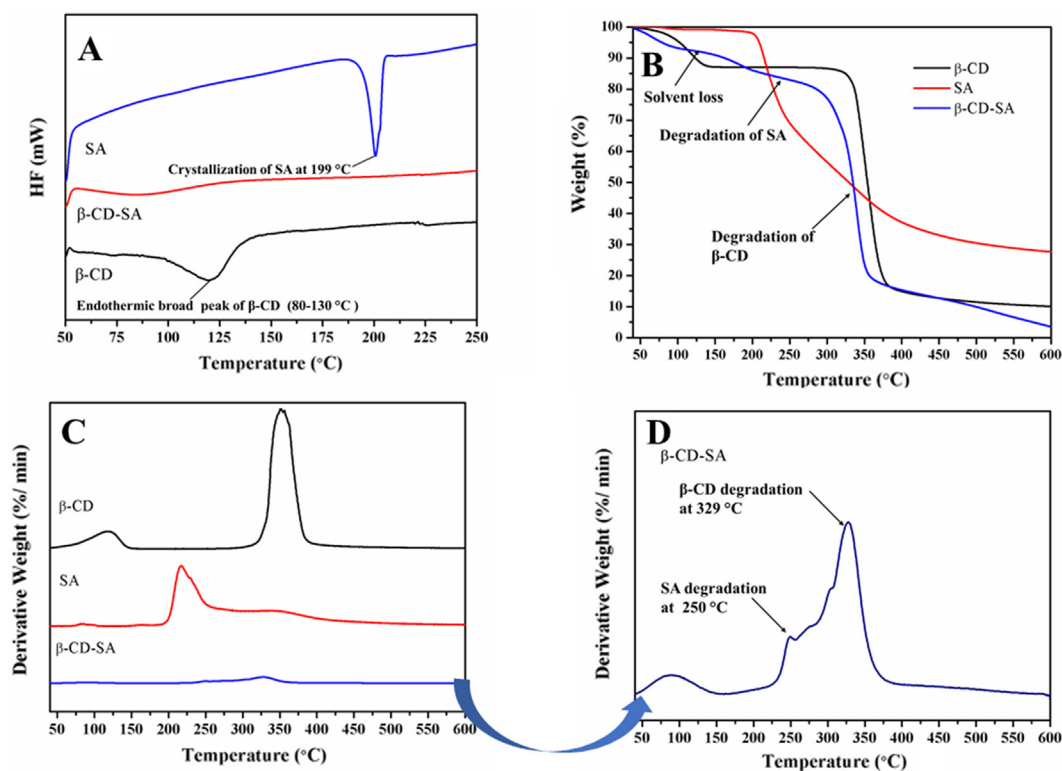 A
SA
Crystallization of SA at 199 °C
β-CD-SA
β-CD
Endothermic broad peak of β-CD (80-130 °C )
HF (mW)
50 75 100 125 150 175 200 225 250
Temperature (°C)
B
β-CD
SA
β-CD-SA
Solvent loss
Degradation of SA
Degradation of
β-CD
Weight (%)
100
90
80
70
60
50
40
30
20
10
0
50 100 150 200 250 300 350 400 450 500 550 600
Temperature (°C)
C
β-CD
SA
β-CD-SA
Derivative Weight (%/ min)
50 100 150 200 250 300 350 400 450 500 550 600
Temperature (°C)
D
β-CD-SA
β-CD degradation
at 329 °C
SA degradation
at 250 °C
Derivative Weight (%/ min)
50 100 150 200 250 300 350 400 450 500 550 600
Temperature (°C)